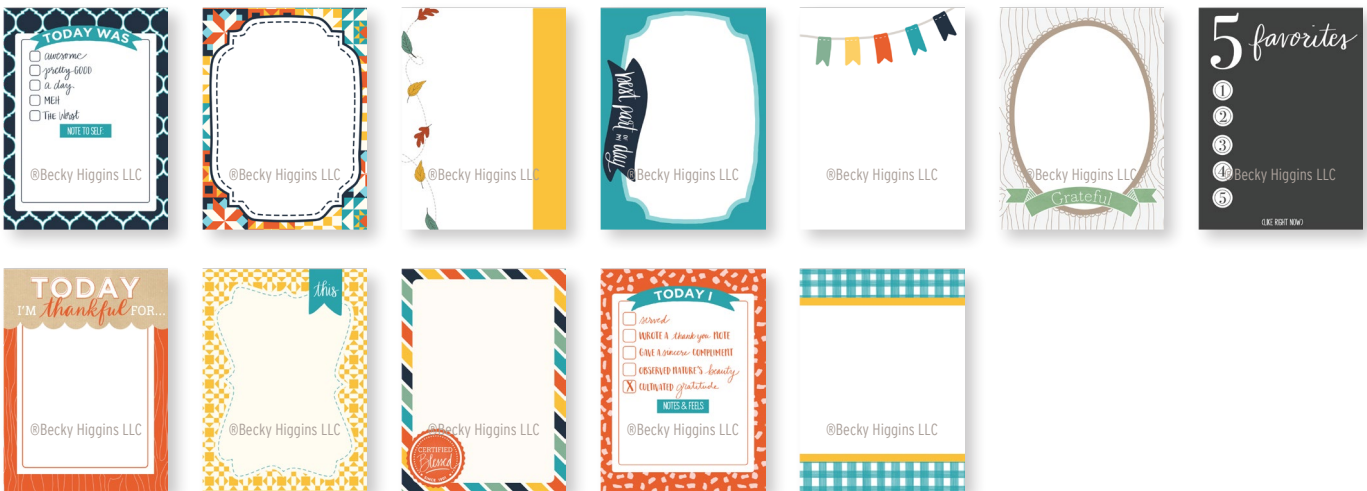 TODAY WAS
awesome
pretty GOOD
a day
MEH
THE Worst
NOTE TO SELF:
®Becky Higgins LLC
®Becky Higgins LLC
®Becky Higgins LLC
best part OF MY day
®Becky Higgins LLC
®Becky Higgins LLC
®Becky Higgins LLC
Grateful
5 favorites
1
2
3
4
5
®Becky Higgins LLC
(LIKE RIGHT NOW)
TODAY
I'M thankful FOR...
®Becky Higgins LLC
this
®Becky Higgins LLC
®Becky Higgins LLC
CERTIFIED
Blessed
TODAY I
served
WROTE A thank you NOTE
GAVE A sincere COMPLIMENT
OBSERVED NATURE'S beauty
X CULTIVATED gratitude
NOTES & FEELS
®Becky Higgins LLC
®Becky Higgins LLC